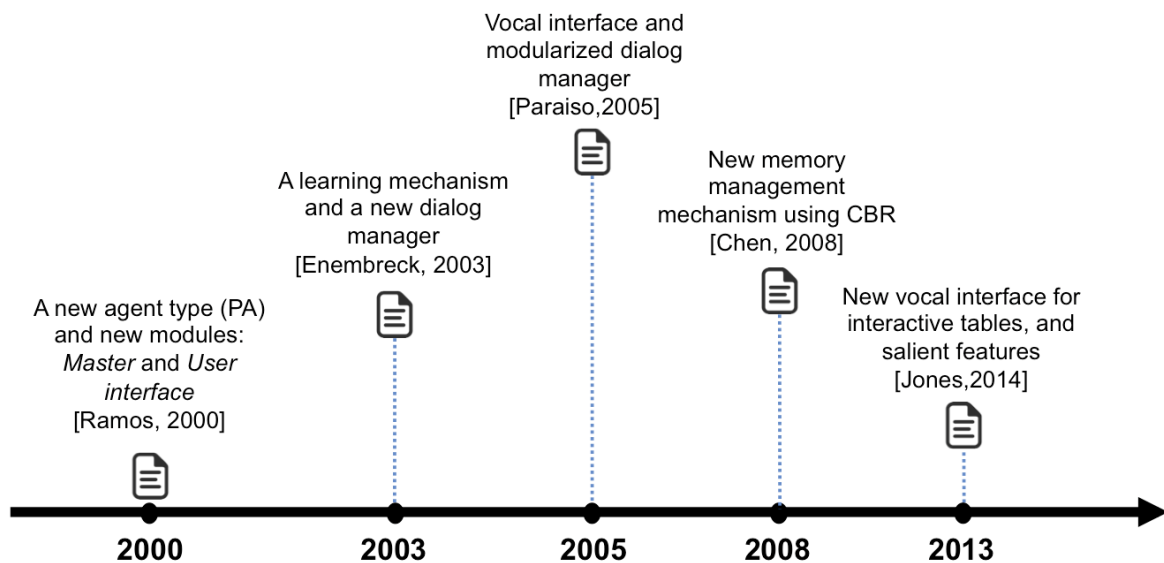 Vocal interface and
modularized dialog
manager
[Paraiso,2005]
A learning mechanism
and a new dialog
manager
[Enembreck, 2003]
New memory
management
mechanism using CBR
[Chen, 2008]
A new agent type (PA)
and new modules:
Master and User
interface
[Ramos, 2000]
New vocal interface for
interactive tables, and
salient features
[Jones,2014]
2000
2003
2005
2008
2013